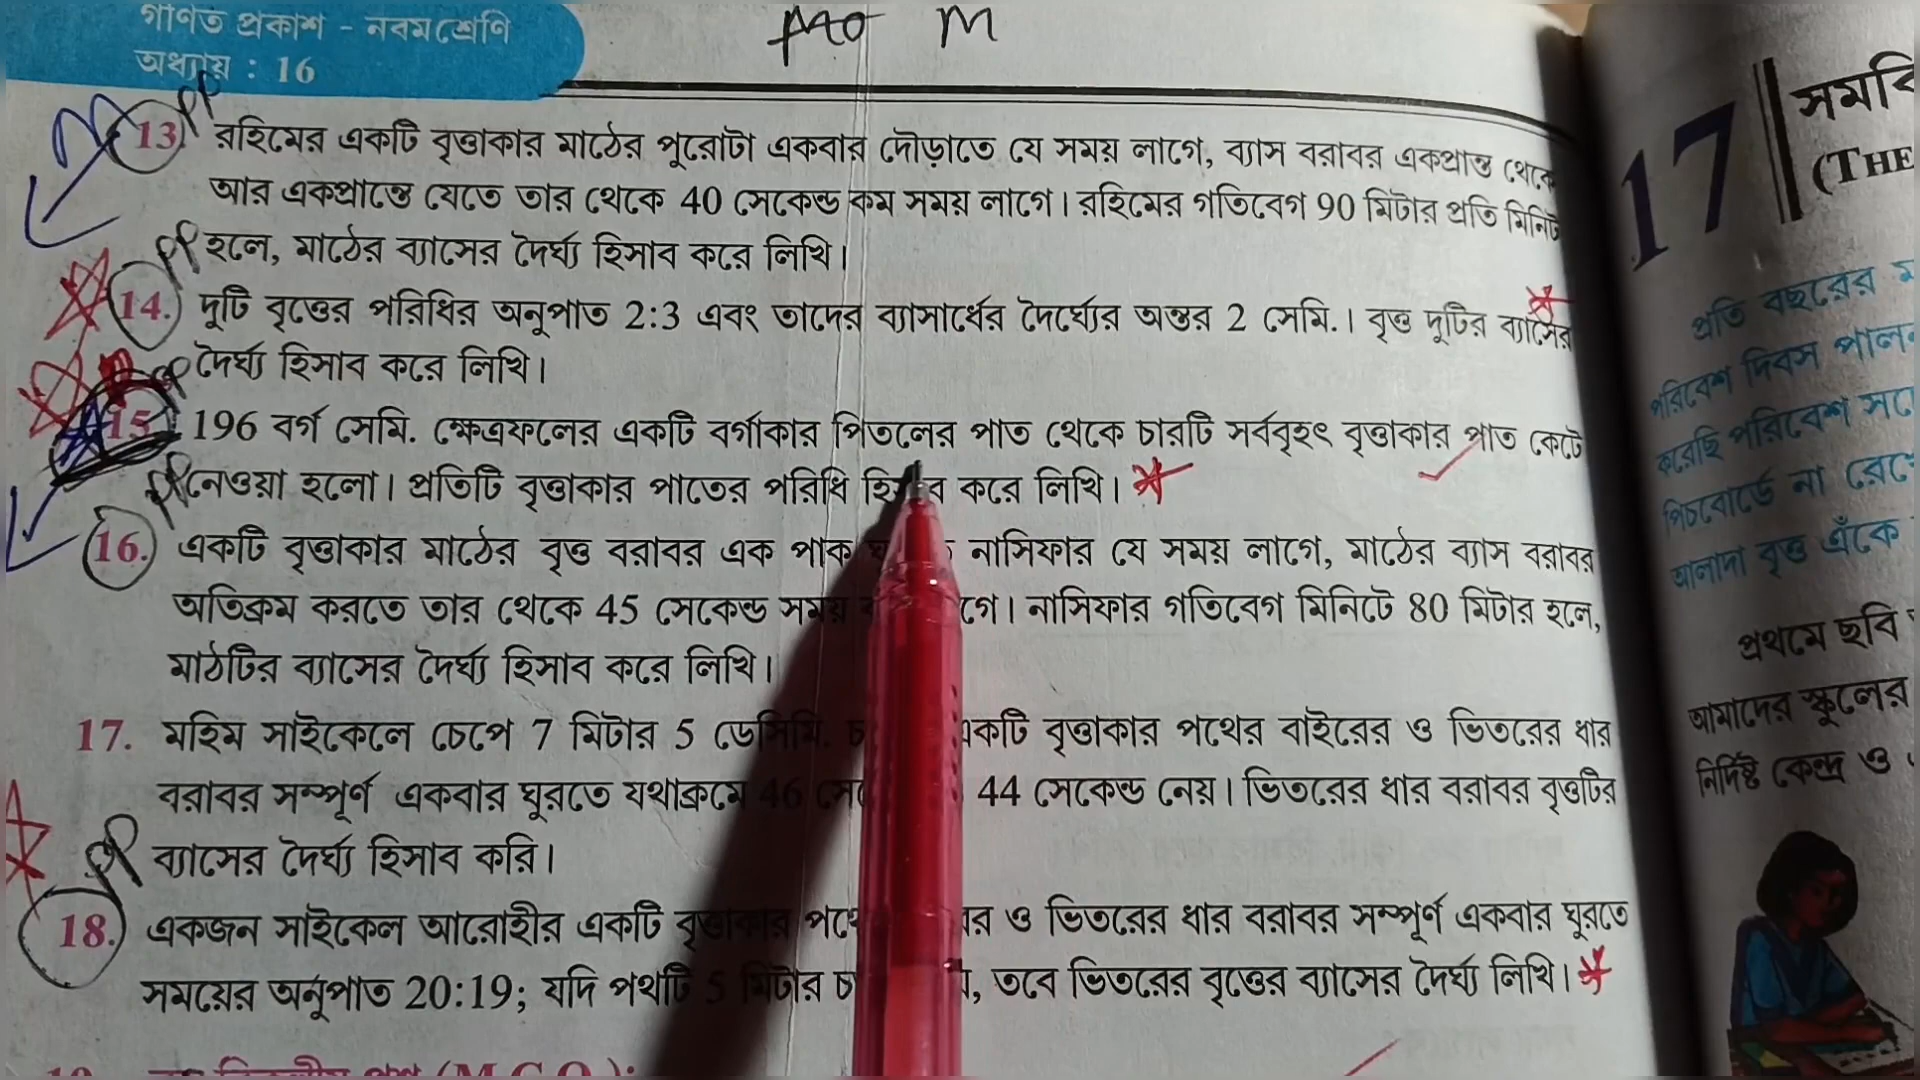 গণিত প্রকাশ - নবমশ্রেণি
অধ্যায় : 16
M
13. রহিমের একটি বৃত্তাকার মাঠের পুরোটা একবার দৌড়াতে যে সময় লাগে, ব্যাস বরাবর একপ্রান্ত থেকে
আর একপ্রান্তে যেতে তার থেকে 40 সেকেন্ড কম সময় লাগে। রহিমের গতিবেগ 90 মিটার প্রতি মিনিট
হলে, মাঠের ব্যাসের দৈর্ঘ্য হিসাব করে লিখি।
14. দুটি বৃত্তের পরিধির অনুপাত 2:3 এবং তাদের ব্যাসার্ধের দৈর্ঘ্যের অন্তর 2 সেমি.। বৃত্ত দুটির ব্যাসের
দৈর্ঘ্য হিসাব করে লিখি।
15. 196 বর্গ সেমি. ক্ষেত্রফলের একটি বর্গাকার পিতলের পাত থেকে চারটি সর্ববৃহৎ বৃত্তাকার পাত কেটে
নেওয়া হলো। প্রতিটি বৃত্তাকার পাতের পরিধি হিসাব করে লিখি।
16. একটি বৃত্তাকার মাঠের বৃত্ত বরাবর এক পাক নাসিফার যে সময় লাগে, মাঠের ব্যাস বরাবর
অতিক্রম করতে তার থেকে 45 সেকেন্ড সময় নাসিফার গতিবেগ মিনিটে 80 মিটার হলে,
মাঠটির ব্যাসের দৈর্ঘ্য হিসাব করে লিখি।
17. মহিম সাইকেলে চেপে 7 মিটার 5 ডেসিমি. একটি বৃত্তাকার পথের বাইরের ও ভিতরের ধার
বরাবর সম্পূর্ণ একবার ঘুরতে যথাক্রমে 46 44 সেকেন্ড নেয়। ভিতরের ধার বরাবর বৃত্তটির
ব্যাসের দৈর্ঘ্য হিসাব করি।
18. একজন সাইকেল আরোহীর একটি বৃত্তাকার ও ভিতরের ধার বরাবর সম্পূর্ণ একবার ঘুরতে
সময়ের অনুপাত 20:19; যদি পথটি 5 মিটার তবে ভিতরের বৃত্তের ব্যাসের দৈর্ঘ্য লিখি।
17
(THE
প্রতি বছরের
পরিবেশ দিবস
করেছি পরিবেশ
পিচবোর্ডে না
আলাদা বৃত্ত এঁকে
প্রথমে ছবি
আমাদের স্কুলের
নির্দিষ্ট কেন্দ্র ও